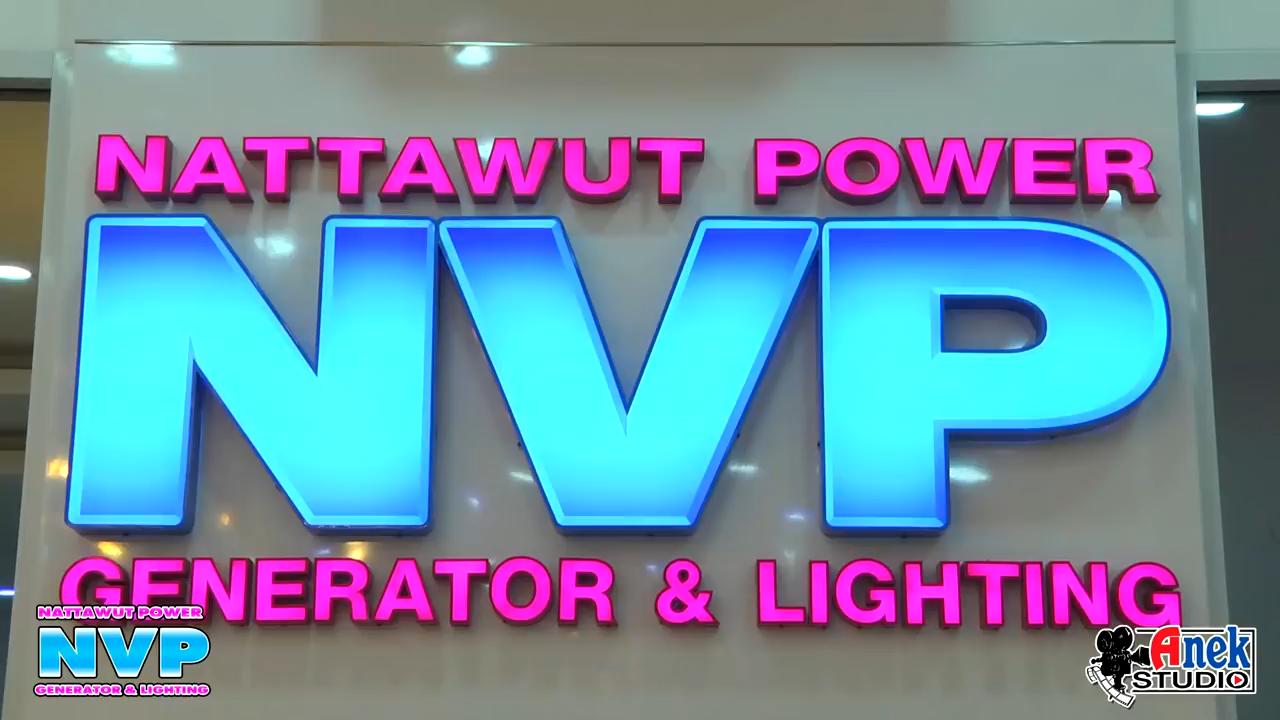 NATTAWUT POWER
NVP
GENERATOR & LIGHTING
NATTAWUT POWER
NVP
GENERATOR & LIGHTING
Anek
STUDIO